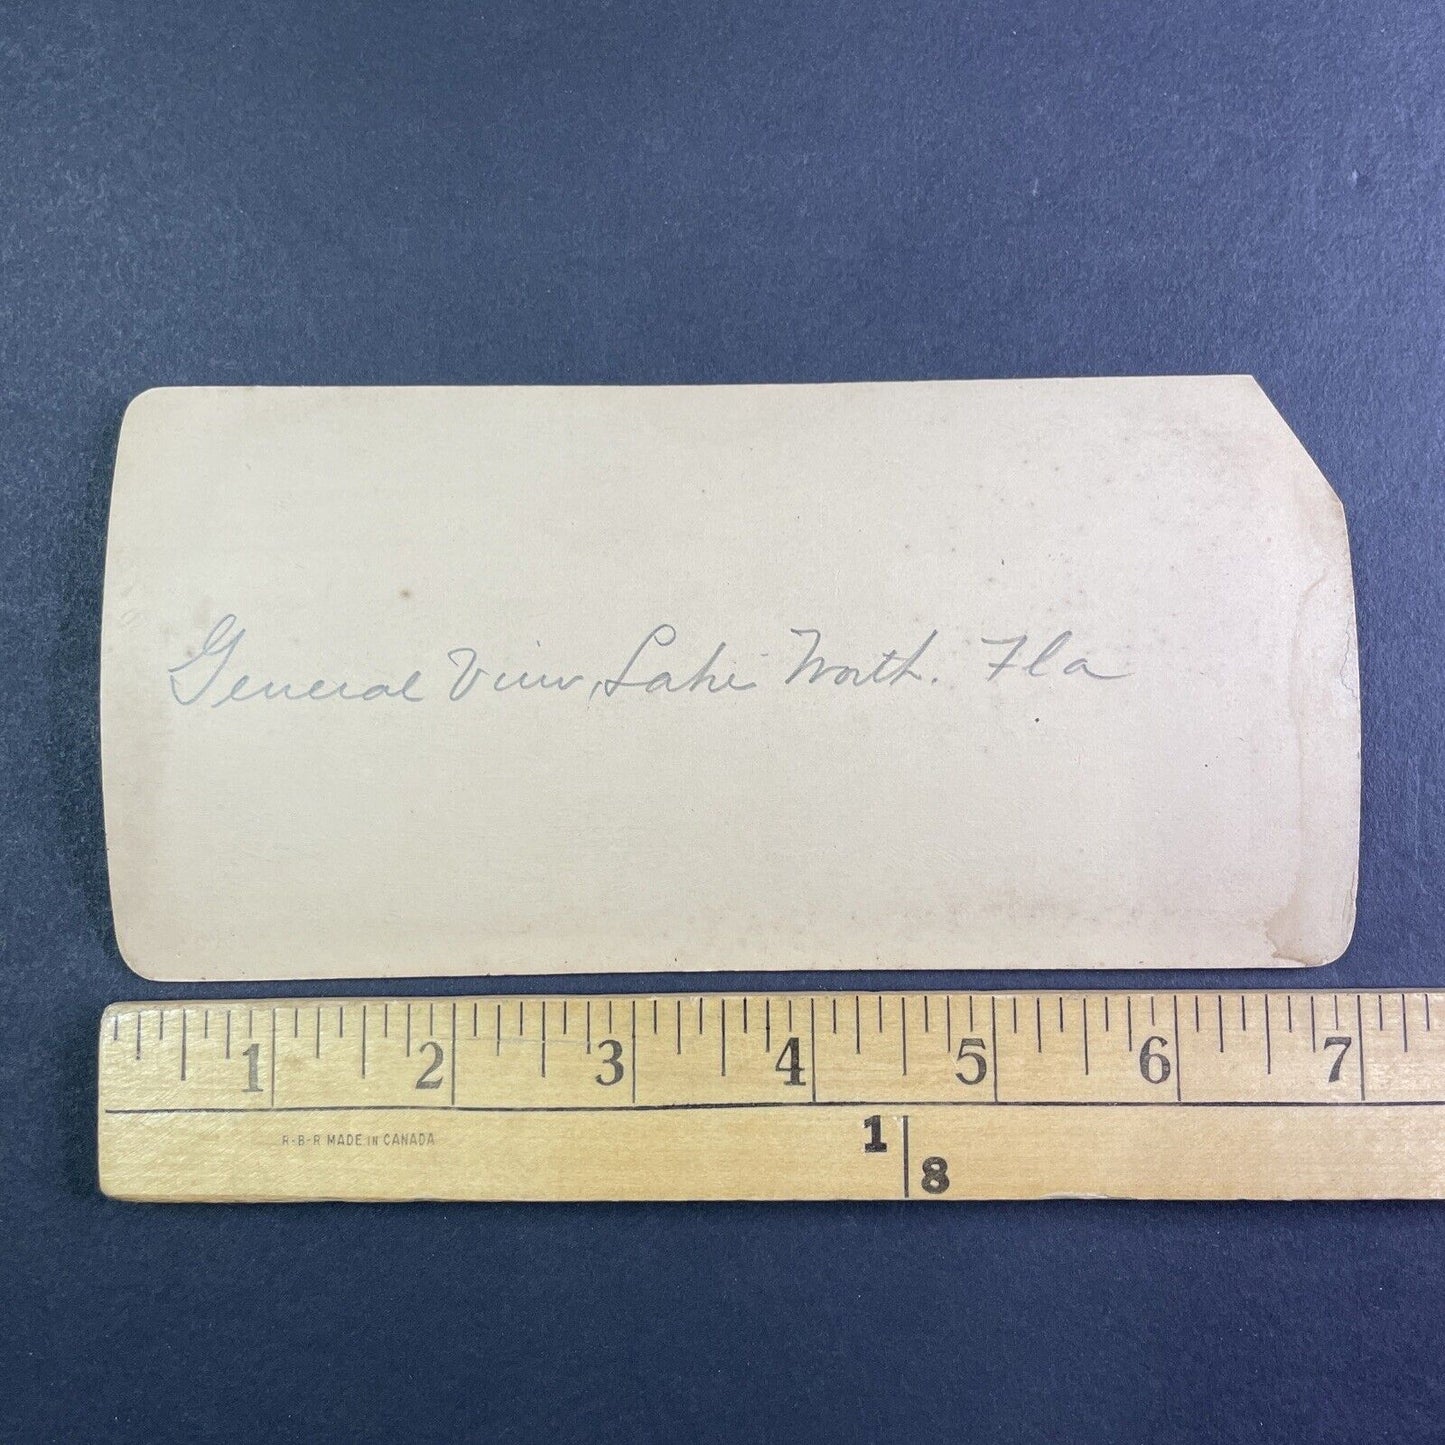 General View, Lake Worth. Fla
1 2 3 4 5 6 7
R-B-R MADE IN CANADA
1
8